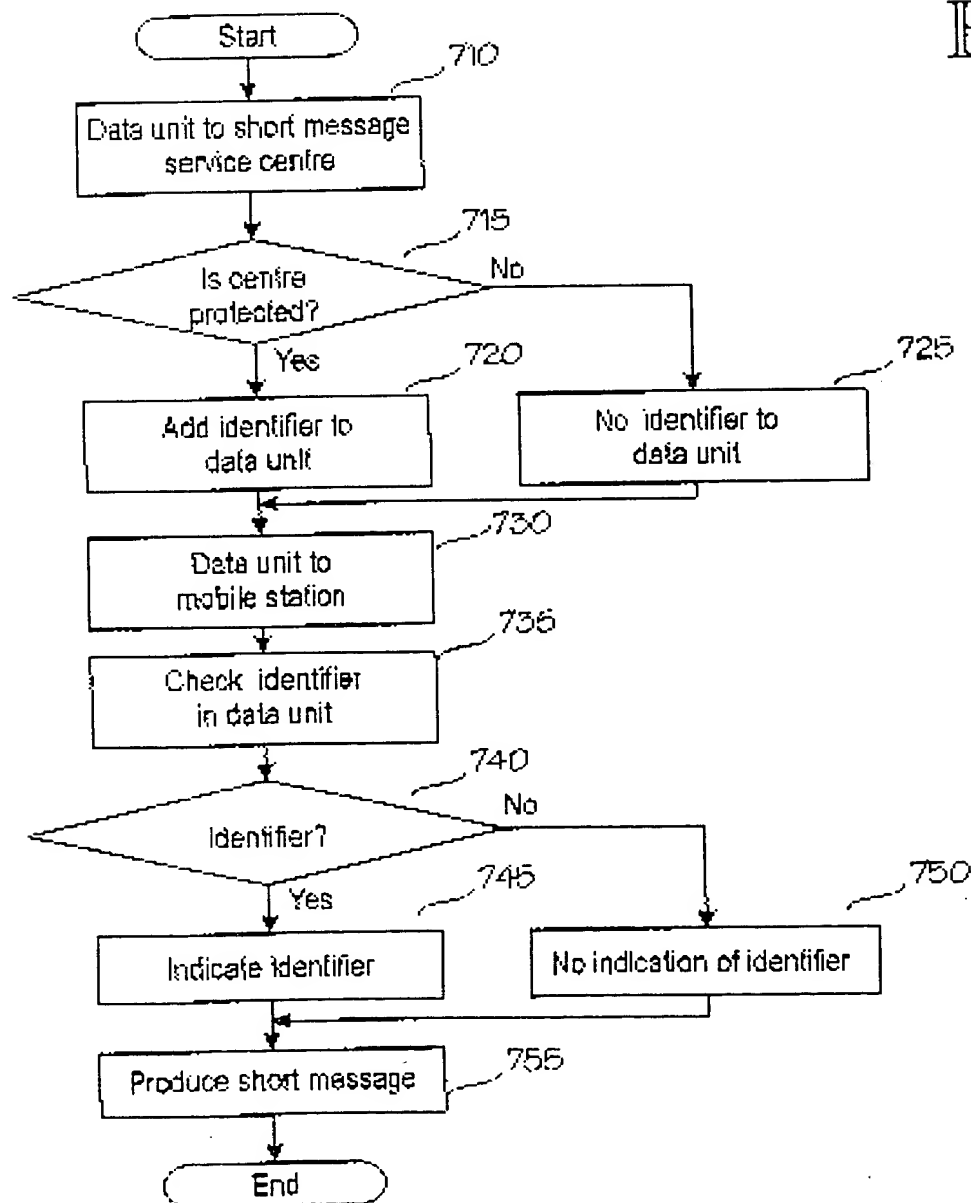 Start
710
Data unit to short message
service centre
715
Is centre
protected?
No
Yes
720
725
Add identifier to
data unit
No identifier to
data unit
730
Data unit to
mobile station
735
Check identifier
in data unit
740
Identifier?
No
Yes
745
750
Indicate identifier
No indication of identifier
755
Produce short message
End